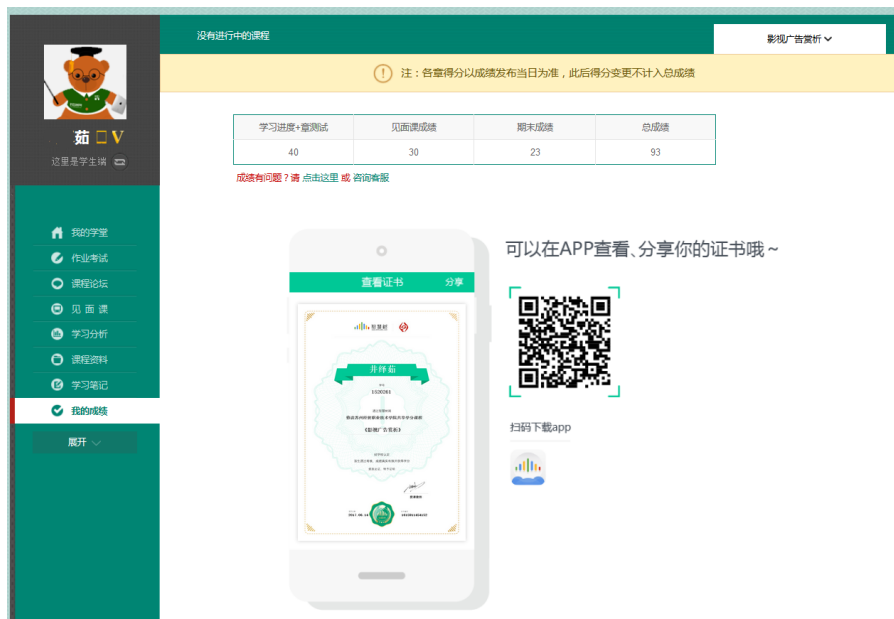 没有进行中的课程
影视广告赏析
注：各章得分以成绩发布当日为准，此后得分变更不计入总成绩
茹 V
这里是学生端
学习进度+章测试 见面课成绩 期末成绩 总成绩
40 30 23 93
成绩有问题？请 点击这里 或 咨询客服
我的学堂
作业考试
课程论坛
见面课
学习分析
课程资料
学习笔记
我的成绩
展开
查看证书 分享
1520261
《影视广告赏析》
可以在APP查看、分享你的证书哦~
扫码下载app